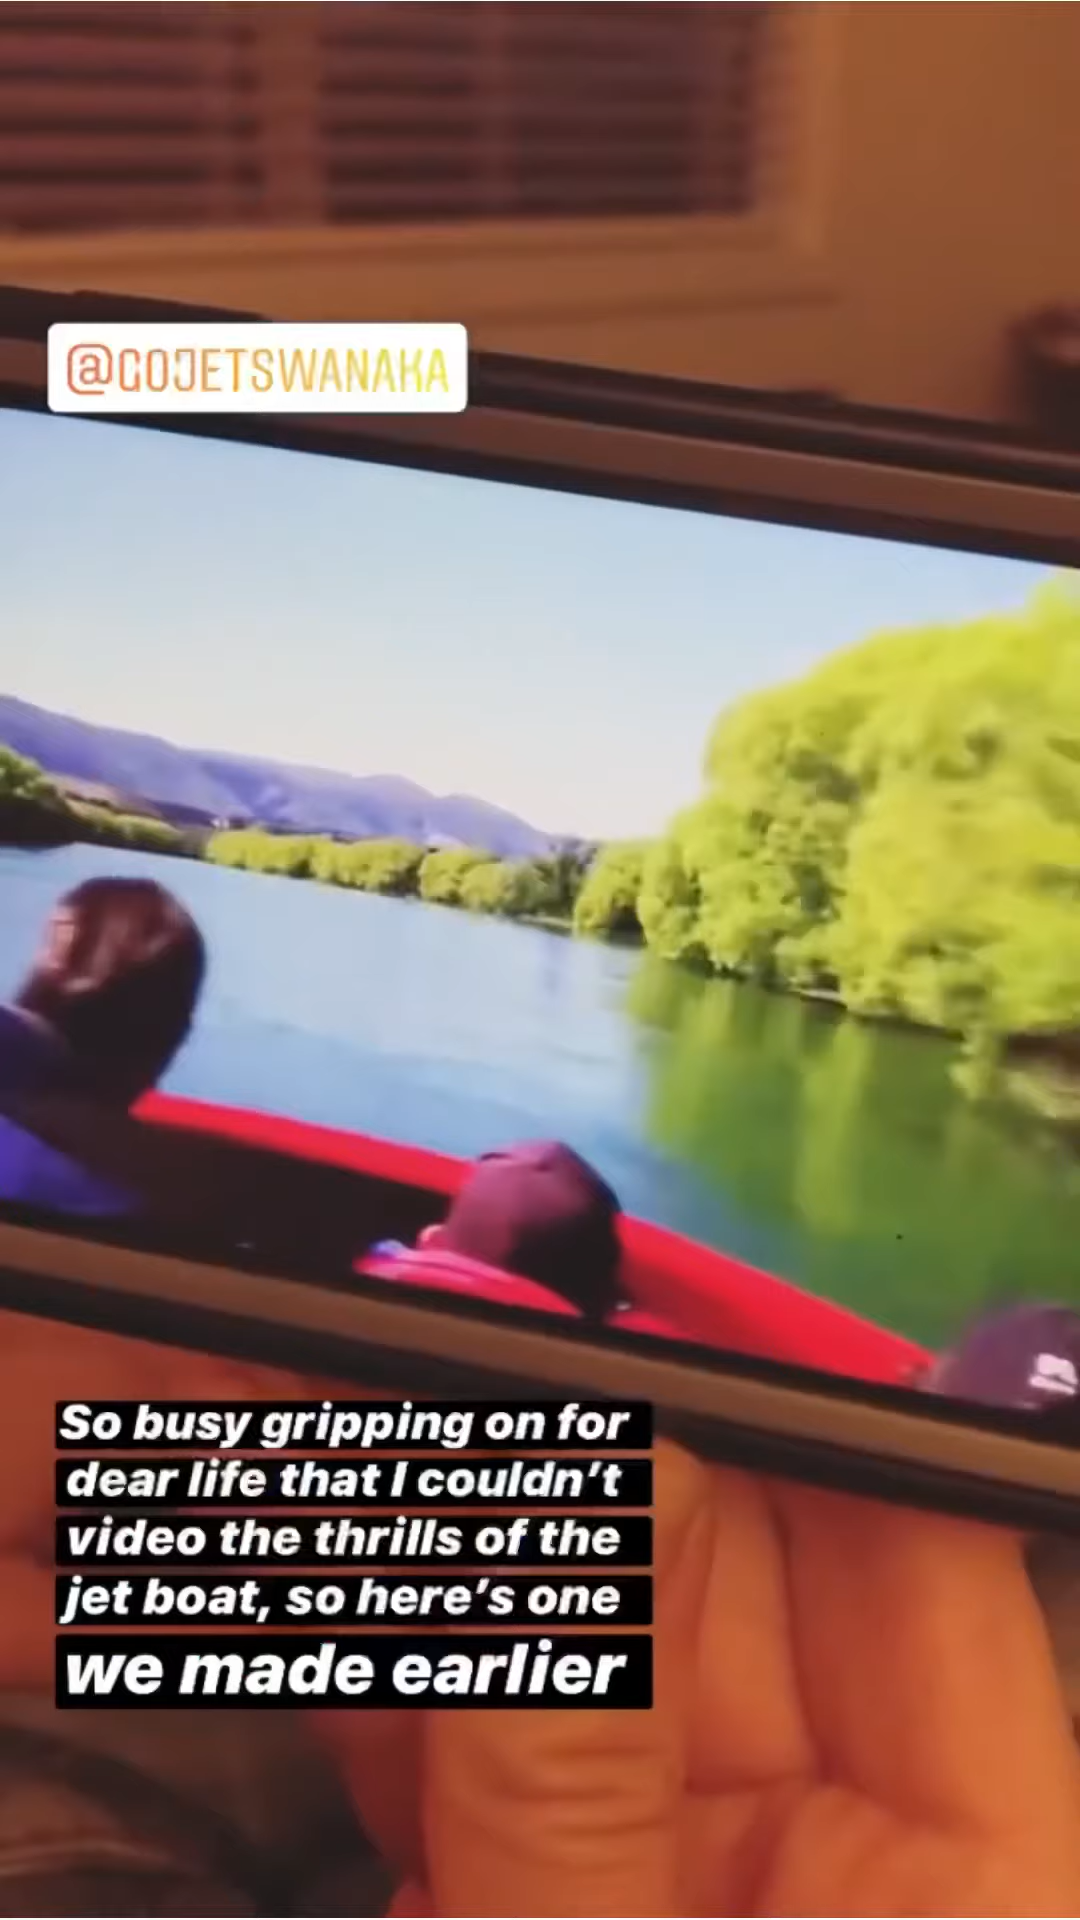 @GOJETSWANAKA
So busy gripping on for
dear life that I couldn't
video the thrills of the
jet boat, so here's one
we made earlier